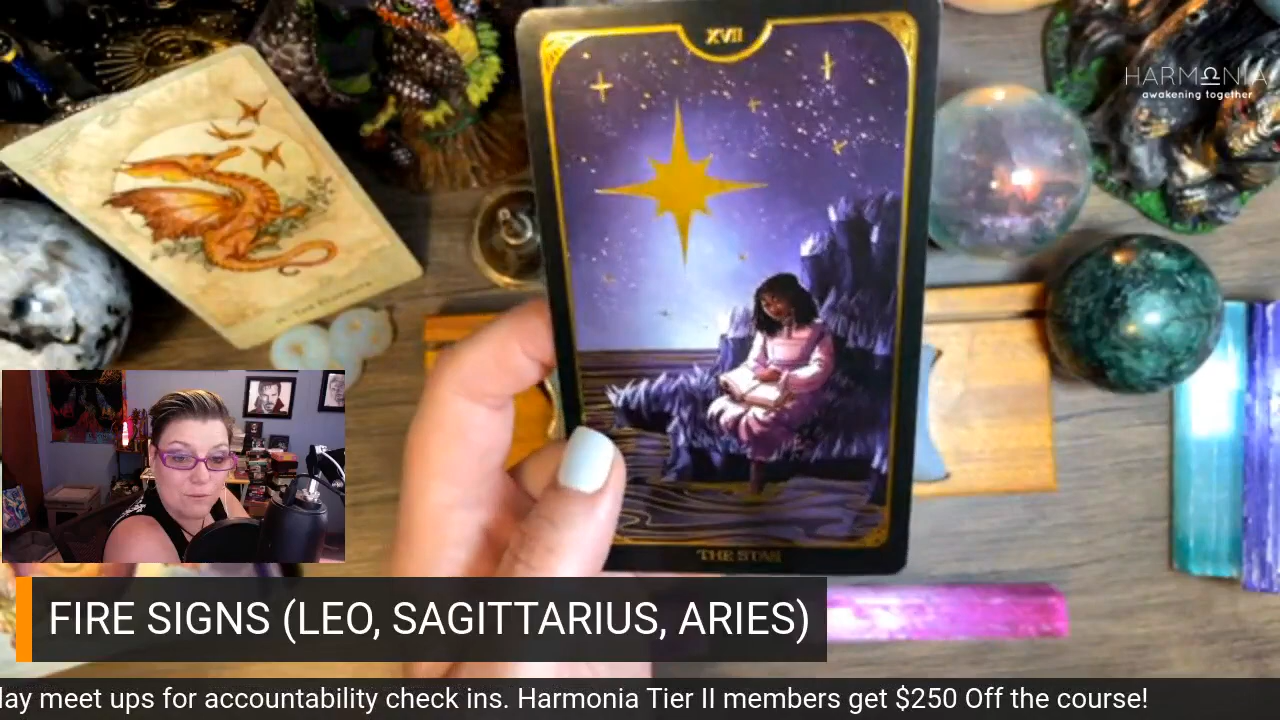 XVII
HARMONIA
awakening together
THE STAR
FIRE SIGNS (LEO, SAGITTARIUS, ARIES)
lay meet ups for accountability check ins. Harmonia Tier II members get $250 Off the course!